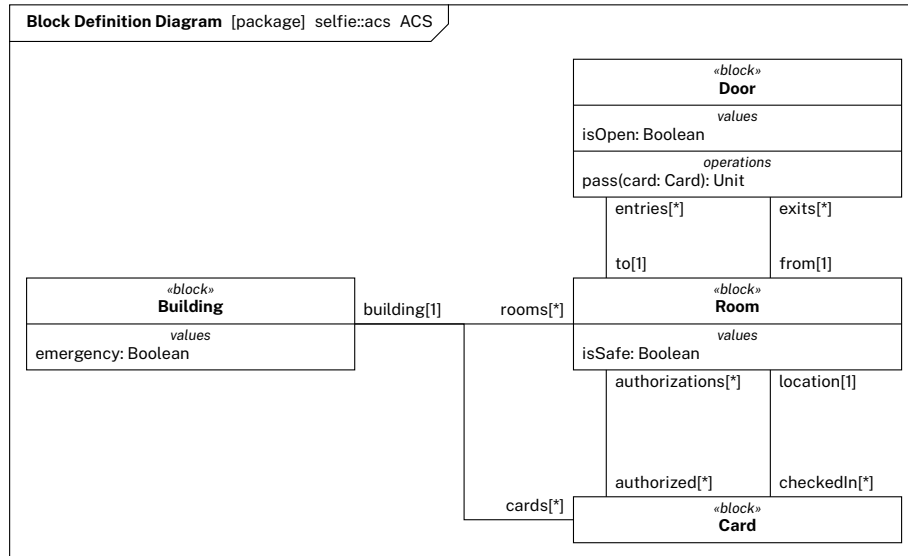 Block Definition Diagram [package] selfie::acs ACS
«block»
Door
values
isOpen: Boolean
operations
pass(card: Card): Unit
entries[*] exits[*]
to[1] from[1]
«block»
Building
values
emergency: Boolean
building[1] rooms[*]
«block»
Room
values
isSafe: Boolean
authorizations[*] location[1]
authorized[*] checkedIn[*]
cards[*]
«block»
Card